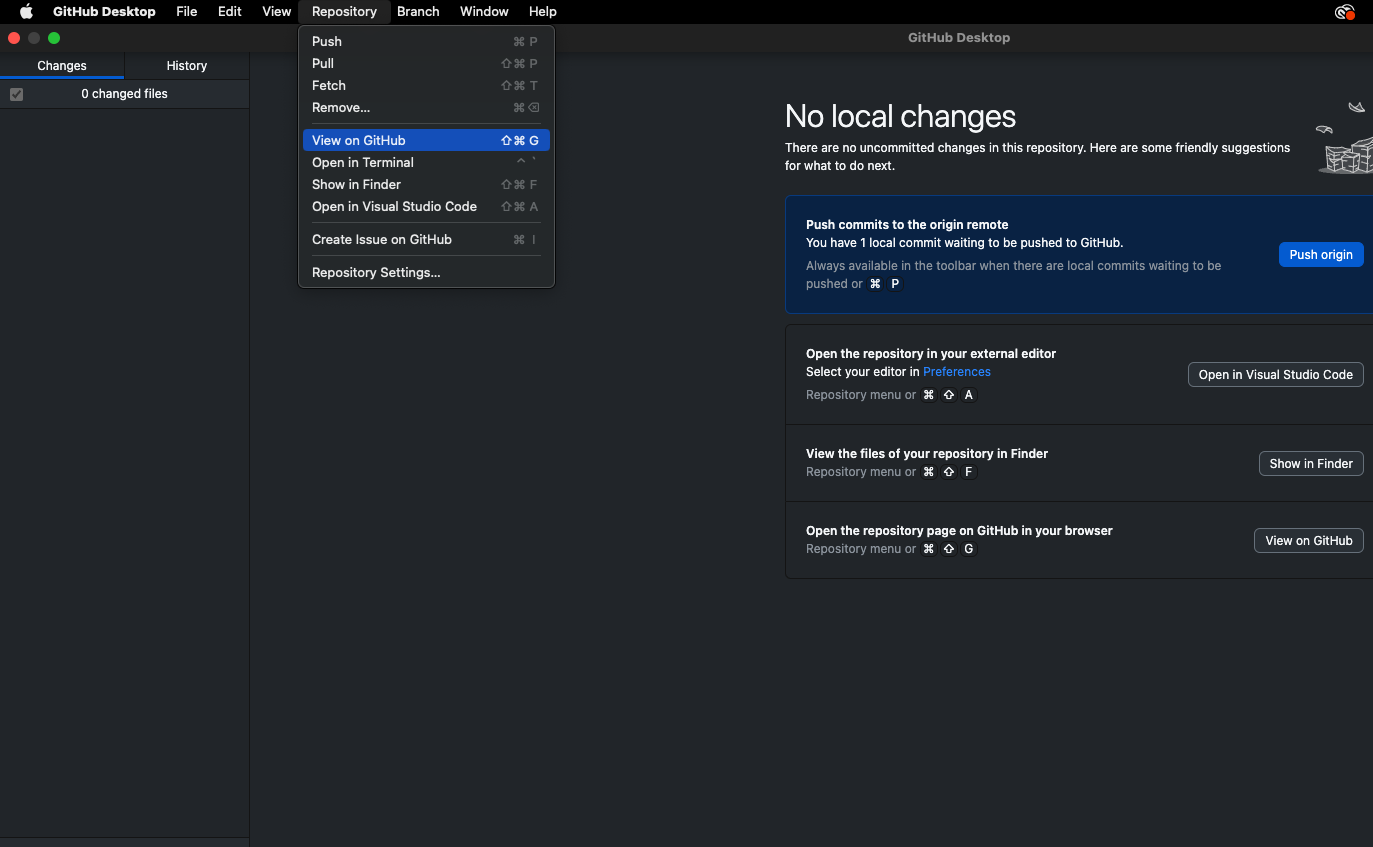 GitHub Desktop File Edit View Repository Branch Window Help
GitHub Desktop
Changes History
0 changed files
Push ⌘ P
Pull ⇧⌘ P
Fetch ⇧⌘ T
Remove... ⌘⌫
View on GitHub ⇧⌘ G
Open in Terminal ⌃ `
Show in Finder ⇧⌘ F
Open in Visual Studio Code ⇧⌘ A
Create Issue on GitHub ⌘ I
Repository Settings...
No local changes
There are no uncommitted changes in this repository. Here are some friendly suggestions
for what to do next.
Push commits to the origin remote
You have 1 local commit waiting to be pushed to GitHub.
Always available in the toolbar when there are local commits waiting to be
pushed or ⌘ P
Push origin
Open the repository in your external editor
Select your editor in Preferences
Repository menu or ⌘ ⇧ A
Open in Visual Studio Code
View the files of your repository in Finder
Repository menu or ⌘ ⇧ F
Show in Finder
Open the repository page on GitHub in your browser
Repository menu or ⌘ ⇧ G
View on GitHub